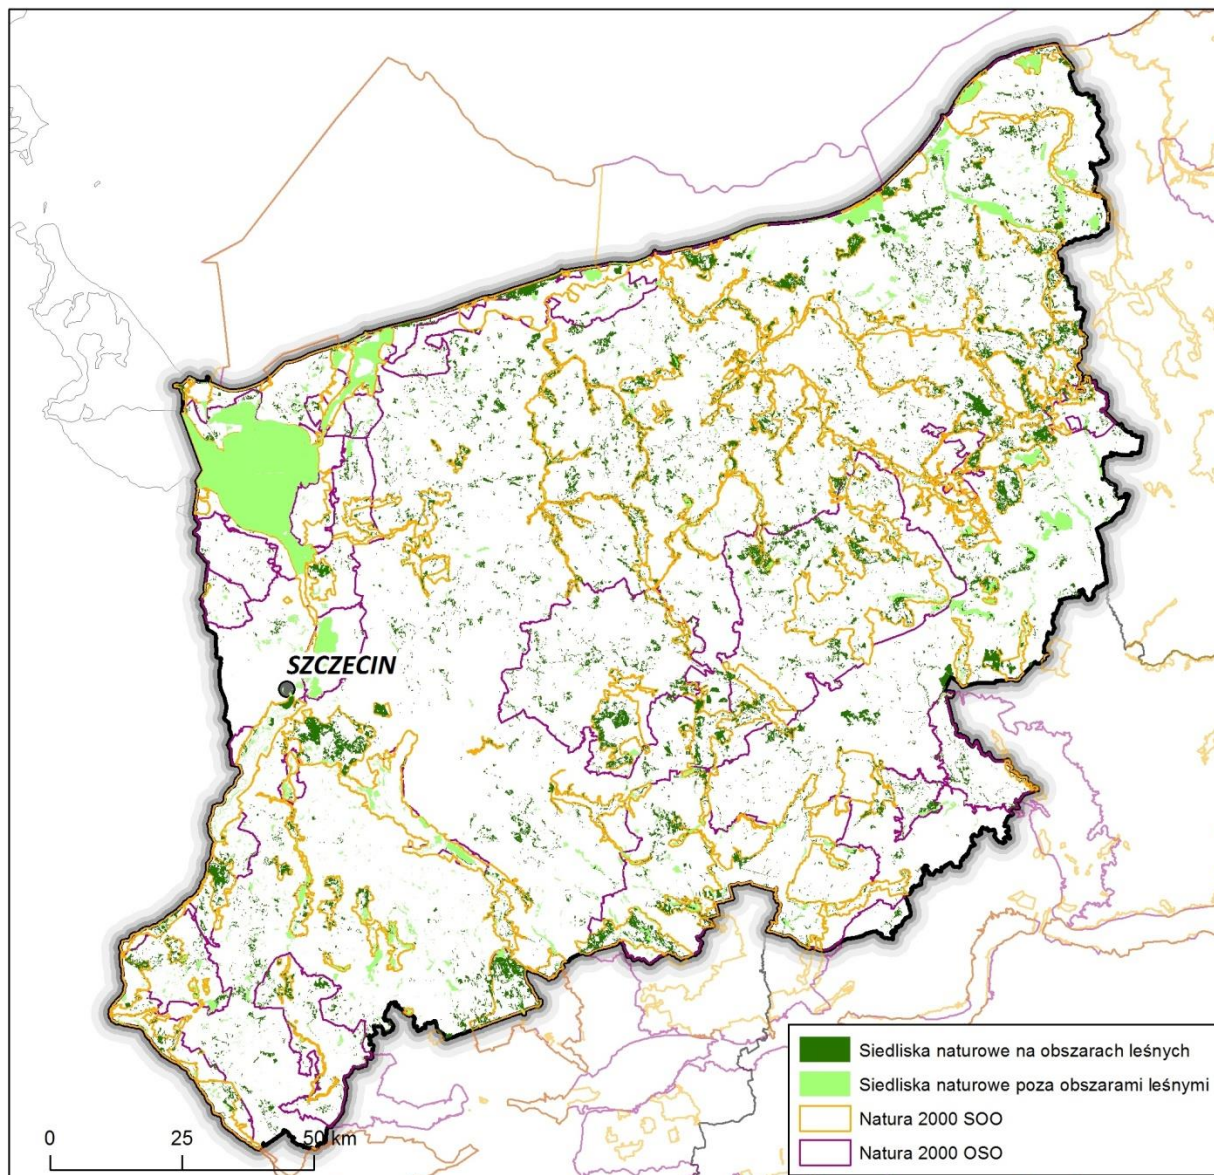 SZCZECIN
Siedliska naturowe na obszarach leśnych
Siedliska naturowe poza obszarami leśnymi
Natura 2000 SOO
Natura 2000 OSO
0 25 50 km